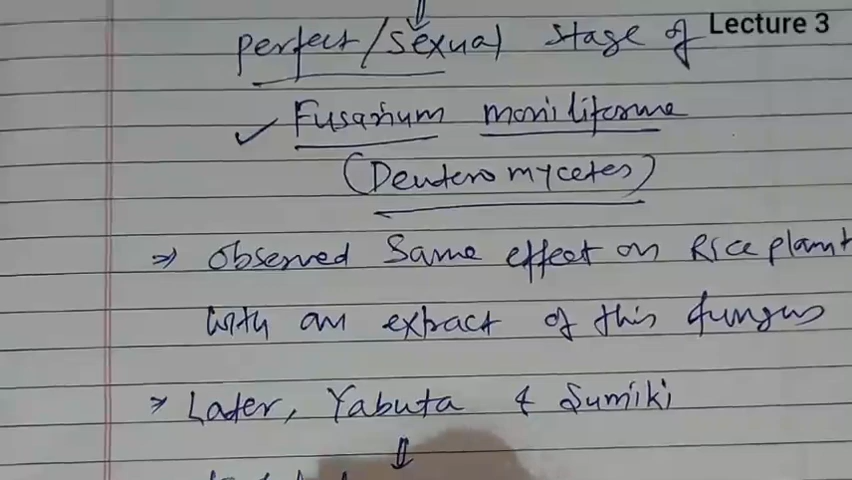 perfect/sexual stage of Lecture 3
Fusarium moniliforme
(Deuteromycetes)
⇒ Observed Same effect on Rice plant
with an extract of this fungus
⇒ Later, Yabuta & Sumiki